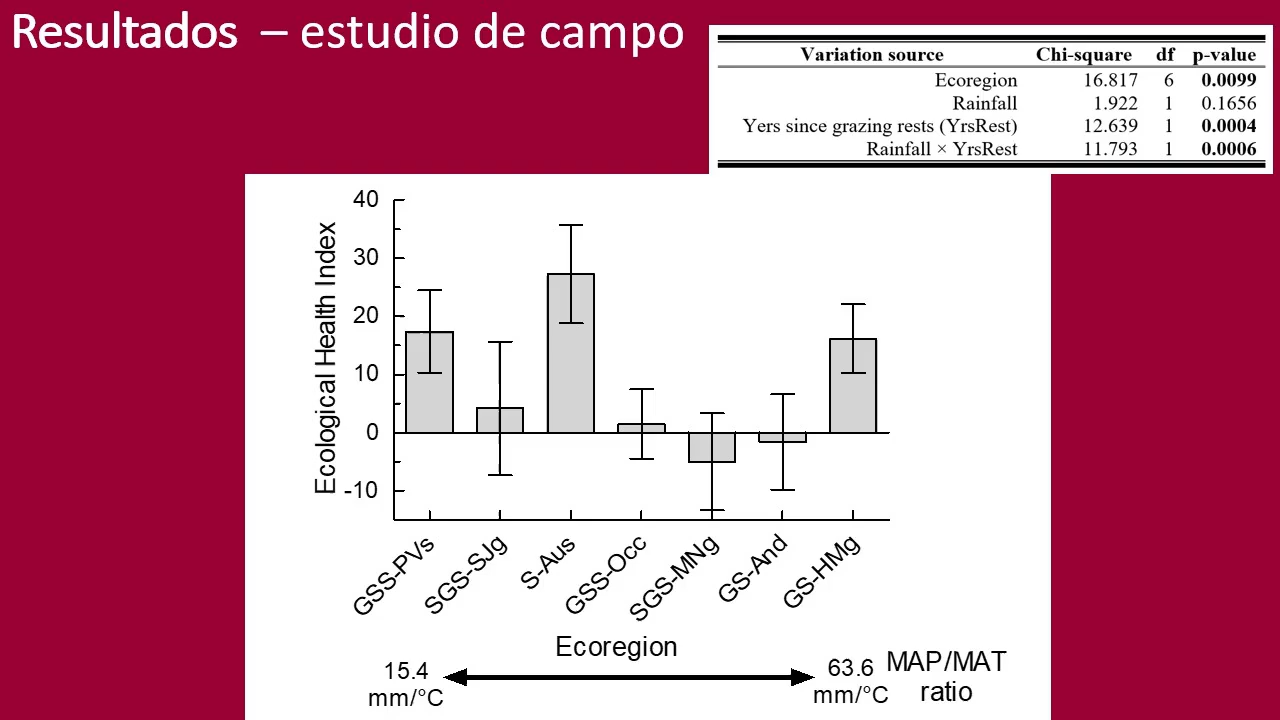 Resultados – estudio de campo
Variation source Chi-square df p-value
Ecoregion 16.817 6 0.0099
Rainfall 1.922 1 0.1656
Yers since grazing rests (YrsRest) 12.639 1 0.0004
Rainfall × YrsRest 11.793 1 0.0006
Ecological Health Index
40
30
20
10
0
-10
GSS-PVs SGS-SJg S-Aus GSS-Occ SGS-MNg GS-And GS-HMg
Ecoregion
15.4
mm/°C
63.6
mm/°C
MAP/MAT
ratio